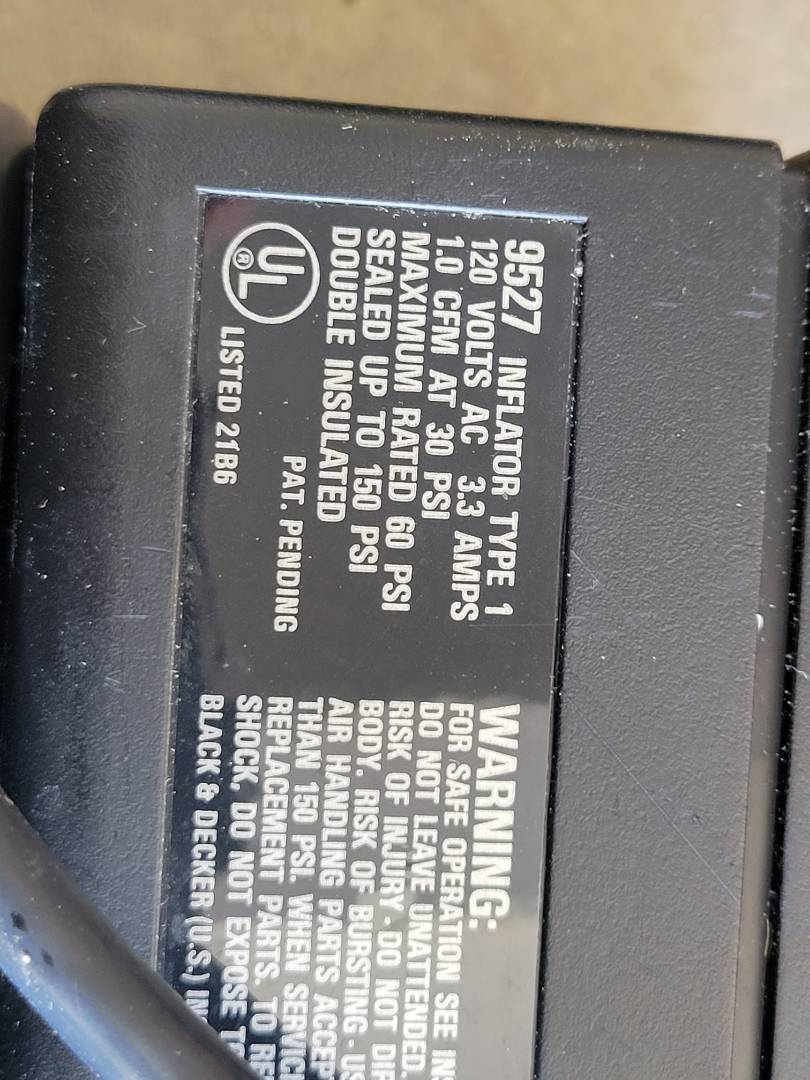 9527 INFLATOR TYPE 1
120 VOLTS AC 3.3 AMPS
1.0 CFM AT 30 PSI
MAXIMUM RATED 60 PSI
SEALED UP TO 150 PSI
DOUBLE INSULATED
PAT. PENDING
UL® LISTED 21B6
WARNING:
FOR SAFE OPERATION SEE
DO NOT LEAVE UNATTENDED.
RISK OF INJURY - DO NOT
BODY. RISK OF BURSTING -
AIR HANDLING PARTS
THAN 150 PSI. WHEN
REPLACEMENT PARTS. TO
SHOCK, DO NOT EXPOSE
BLACK & DECKER (U.S.)